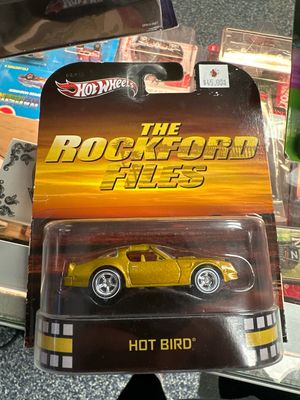 Hot Wheels
THE
ROCKFORD
FILES
HOT BIRD